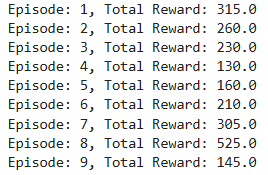 Episode: 1, Total Reward: 315.0
Episode: 2, Total Reward: 260.0
Episode: 3, Total Reward: 230.0
Episode: 4, Total Reward: 130.0
Episode: 5, Total Reward: 160.0
Episode: 6, Total Reward: 210.0
Episode: 7, Total Reward: 305.0
Episode: 8, Total Reward: 525.0
Episode: 9, Total Reward: 145.0